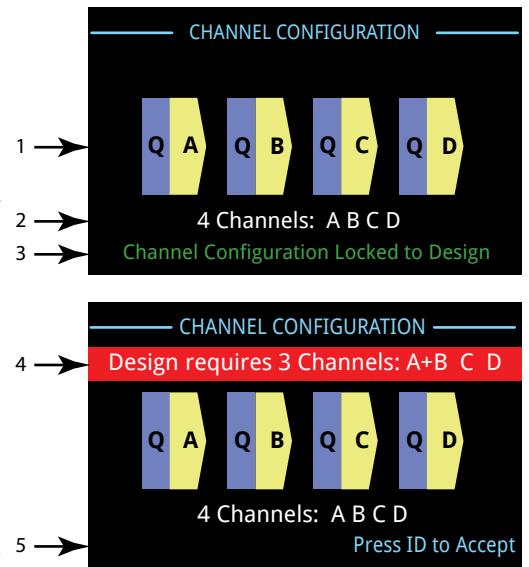 CHANNEL CONFIGURATION
1
Q A Q B Q C Q D
2
4 Channels: A B C D
3
Channel Configuration Locked to Design
CHANNEL CONFIGURATION
4
Design requires 3 Channels: A+B C D
Q A Q B Q C Q D
4 Channels: A B C D
5
Press ID to Accept